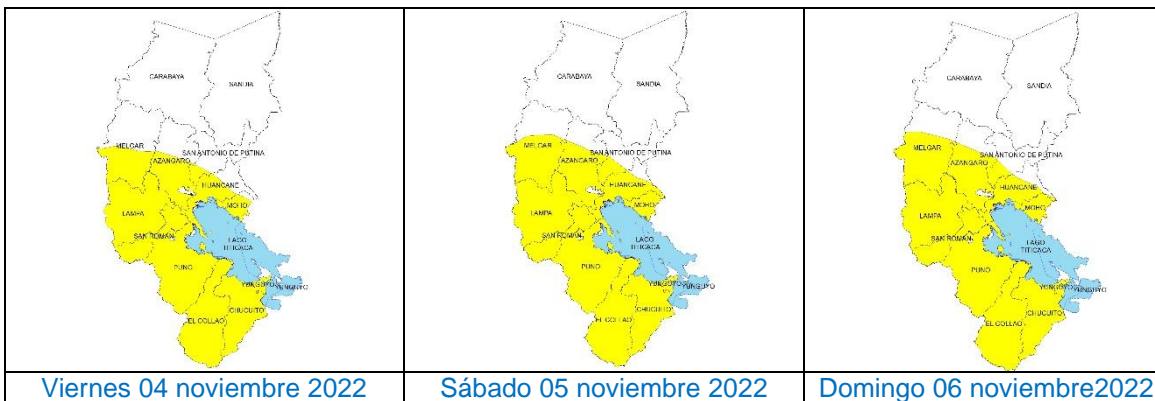 CARABAYA
SANDIA
MELGAR
SAN ANTONIO DE PUTINA
AZANGARO
HUANCANE
LAMPA
MOHO
SAN ROMAN
LAGO
TITICACA
PUNO
YUNGUYO
YUNGUYO
CHUCUITO
EL COLLAO
Viernes 04 noviembre 2022
CARABAYA
SANDIA
MELGAR
SAN ANTONIO DE PUTINA
AZANGARO
HUANCANE
LAMPA
MOHO
SAN ROMAN
LAGO
TITICACA
PUNO
YUNGUYO
YUNGUYO
CHUCUITO
EL COLLAO
Sábado 05 noviembre 2022
CARABAYA
SANDIA
MELGAR
SAN ANTONIO DE PUTINA
AZANGARO
HUANCANE
LAMPA
MOHO
SAN ROMAN
LAGO
TITICACA
PUNO
YUNGUYO
YUNGUYO
CHUCUITO
EL COLLAO
Domingo 06 noviembre2022